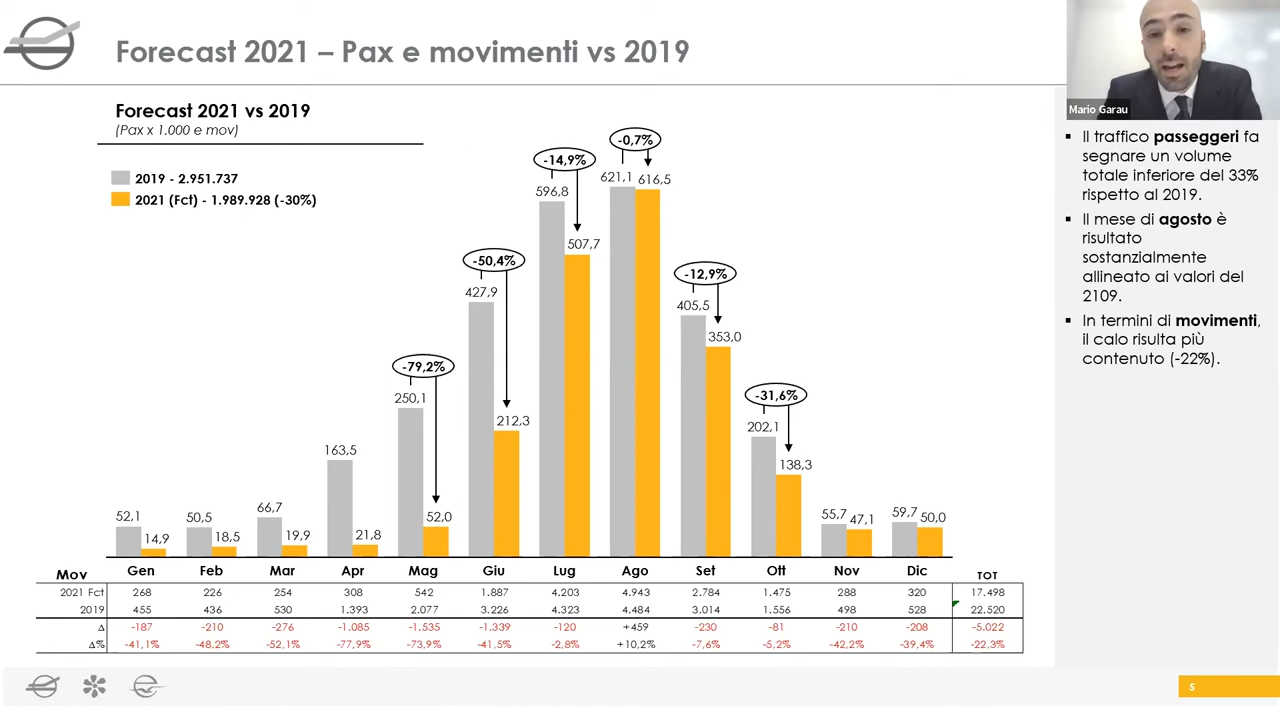 Forecast 2021 – Pax e movimenti vs 2019
Mario Garau
Forecast 2021 vs 2019
(Pax x 1.000 e mov)
2019 - 2.951.737
2021 (Fct) - 1.989.928 (-30%)
-79,2%
-50,4%
-14,9%
-0,7%
-12,9%
-31,6%
52,1 14,9
50,5 18,5
66,7 19,9
163,5 21,8
250,1 52,0
427,9 212,3
596,8 507,7
621,1 616,5
405,5 353,0
202,1 138,3
55,7 47,1
59,7 50,0
Mov Gen Feb Mar Apr Mag Giu Lug Ago Set Ott Nov Dic TOT
2021 Fct 268 226 254 308 542 1.887 4.203 4.943 2.784 1.475 288 320 17.498
2019 455 436 530 1.393 2.077 3.226 4.323 4.484 3.014 1.556 498 528 22.520
Δ -187 -210 -276 -1.085 -1.535 -1.339 -120 +459 -230 -81 -210 -208 -5.022
Δ% -41,1% -48,2% -52,1% -77,9% -73,9% -41,5% -2,8% +10,2% -7,6% -5,2% -42,2% -39,4% -22,3%
▪ Il traffico passeggeri fa
segnare un volume
totale inferiore del 33%
rispetto al 2019.
▪ Il mese di agosto è
risultato
sostanzialmente
allineato ai valori del
2109.
▪ In termini di movimenti,
il calo risulta più
contenuto (-22%).
5